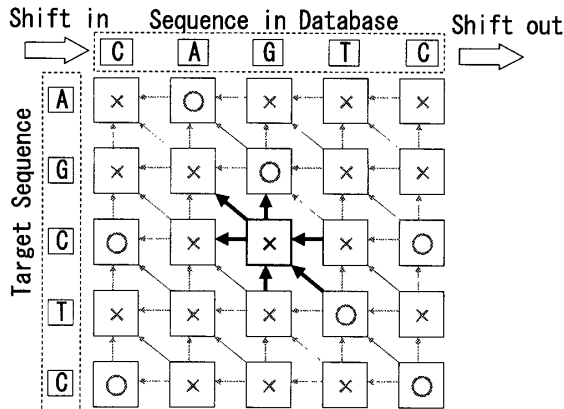 Shift in
Sequence in Database
Shift out
C A G T C
Target Sequence
A × ○ × × ×
G × × ○ × ×
C ○ × × × ○
T × × × ○ ×
C ○ × × × ○